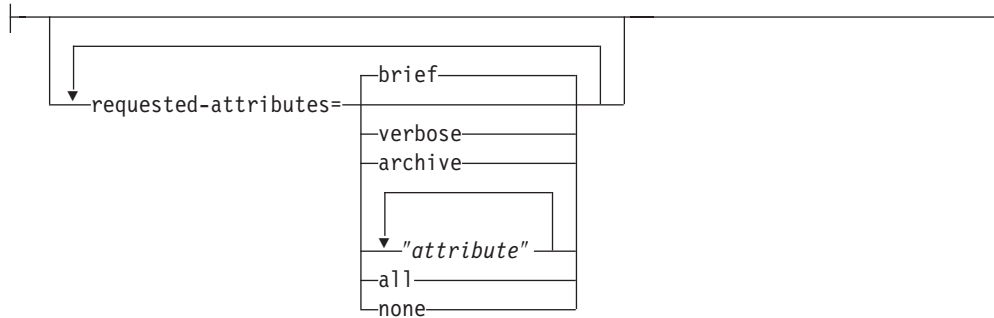 brief
requested-attributes=
verbose
archive
"attribute"
all
none